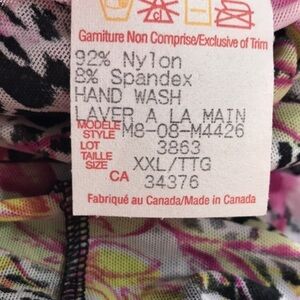 Garniture Non Comprise/Exclusive of Trim
92% Nylon
8% Spandex
HAND WASH
LAVER A LA MAIN
MODÈLE STYLE M8-08-M4426
LOT 3863
TAILLE SIZE XXL/TTG
CA 34376
Fabriqué au Canada/Made in Canada